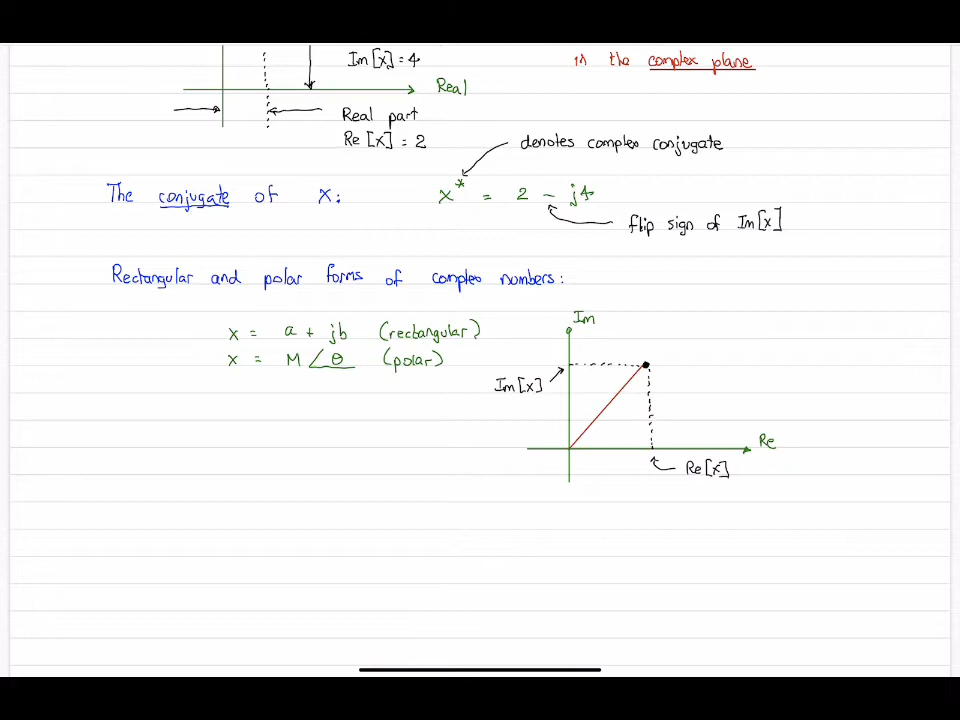 Im[x] = 4
in the complex plane
Real
Real part
Re[x] = 2
denotes complex conjugate
The conjugate of x: x* = 2 - j4
flip sign of Im[x]
Rectangular and polar forms of complex numbers:
Im
x = a + jb (rectangular)
x = M∠θ (polar)
Im[x]
Re
Re[x]